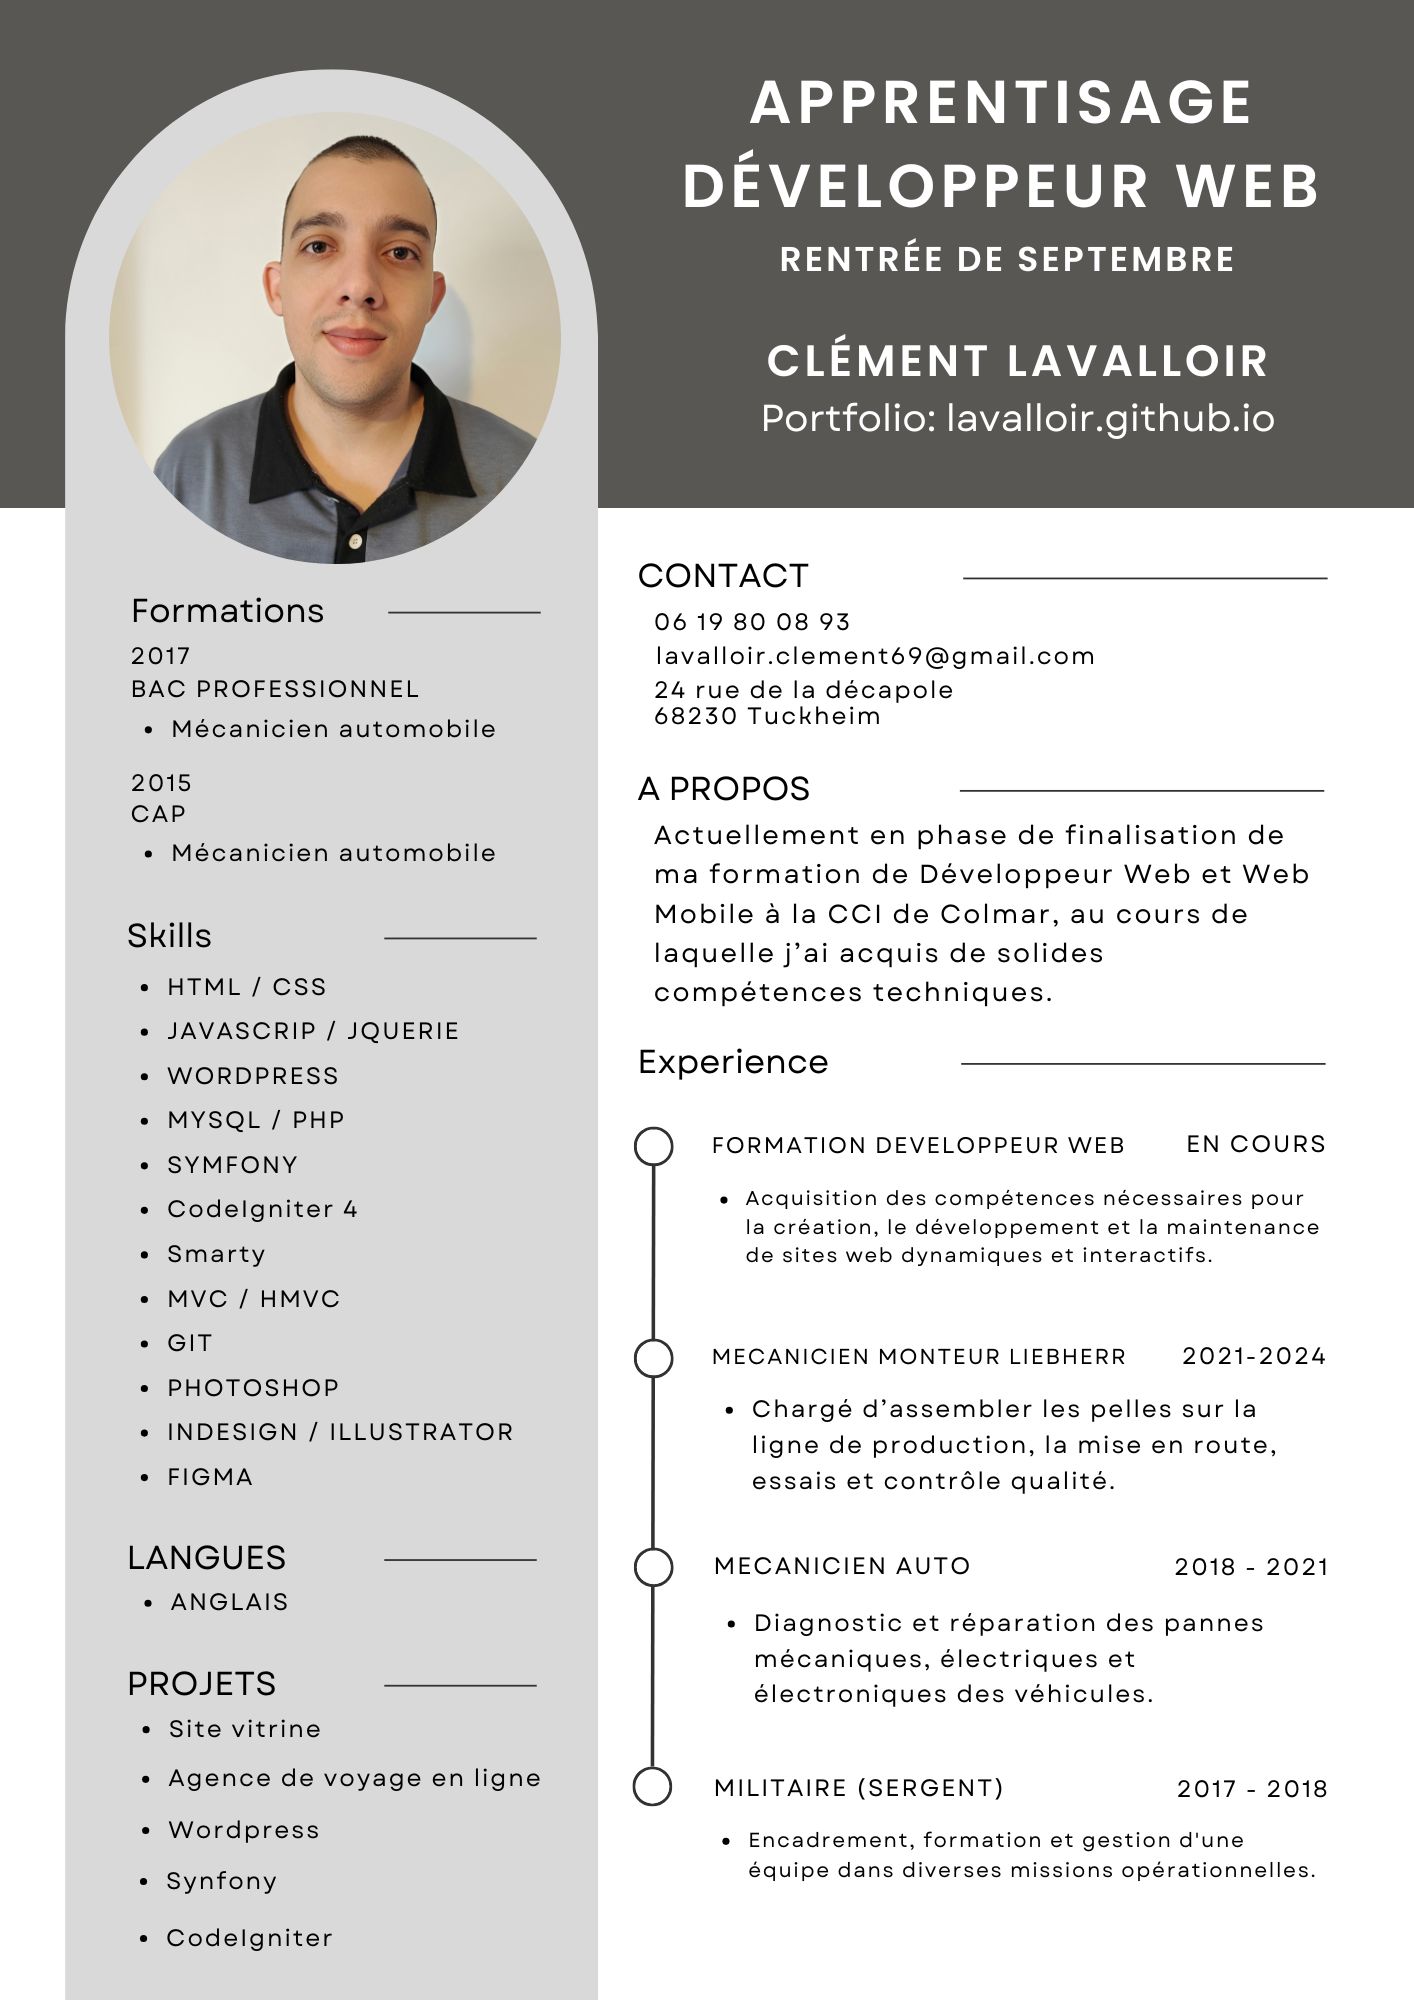 APPRENTISAGE
DÉVELOPPEUR WEB
RENTRÉE DE SEPTEMBRE
CLÉMENT LAVALLOIR
Portfolio: lavalloir.github.io
Formations
2017
BAC PROFESSIONNEL
• Mécanicien automobile
2015
CAP
• Mécanicien automobile
Skills
• HTML / CSS
• JAVASCRIP / JQUERIE
• WORDPRESS
• MYSQL / PHP
• SYMFONY
• CodeIgniter 4
• Smarty
• MVC / HMVC
• GIT
• PHOTOSHOP
• INDESIGN / ILLUSTRATOR
• FIGMA
LANGUES
• ANGLAIS
PROJETS
• Site vitrine
• Agence de voyage en ligne
• Wordpress
• Synfony
• CodeIgniter
CONTACT
06 19 80 08 93
lavalloir.clement69@gmail.com
24 rue de la décapole
68230 Tuckheim
A PROPOS
Actuellement en phase de finalisation de
ma formation de Développeur Web et Web
Mobile à la CCI de Colmar, au cours de
laquelle j’ai acquis de solides
compétences techniques.
Experience
FORMATION DEVELOPPEUR WEB EN COURS
• Acquisition des compétences nécessaires pour
la création, le développement et la maintenance
de sites web dynamiques et interactifs.
MECANICIEN MONTEUR LIEBHERR 2021-2024
• Chargé d’assembler les pelles sur la
ligne de production, la mise en route,
essais et contrôle qualité.
MECANICIEN AUTO 2018 - 2021
• Diagnostic et réparation des pannes
mécaniques, électriques et
électroniques des véhicules.
MILITAIRE (SERGENT) 2017 - 2018
• Encadrement, formation et gestion d'une
équipe dans diverses missions opérationnelles.